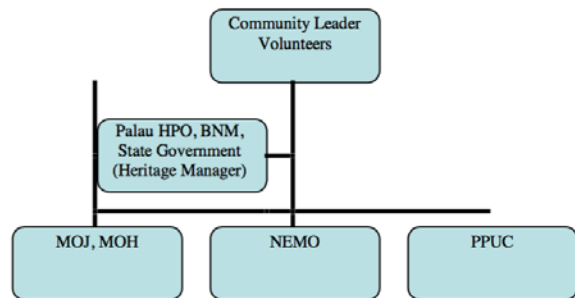 Community Leader
Volunteers
Palau HPO, BNM,
State Government
(Heritage Manager)
MOJ, MOH
NEMO
PPUC